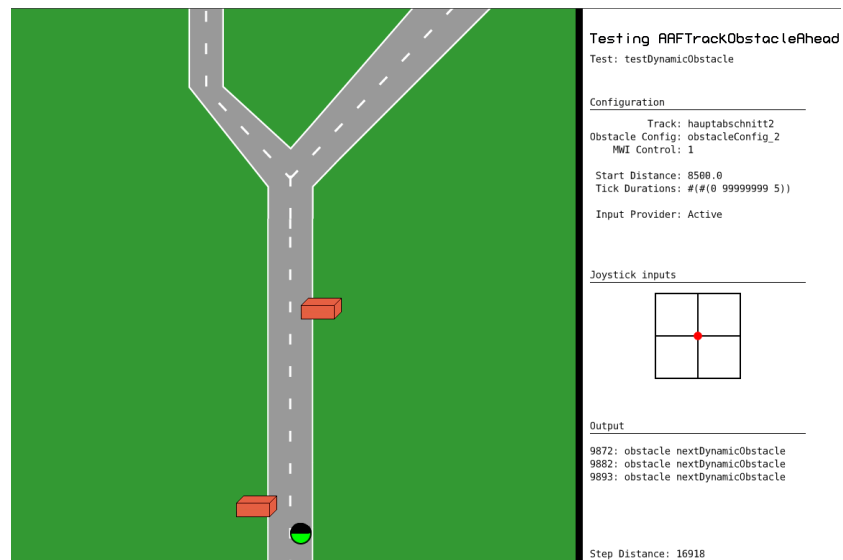 Testing AAFTrackObstacleAhead
Test: testDynamicObstacle
Configuration
Track: hauptabschnitt2
Obstacle Config: obstacleConfig_2
MWI Control: 1
Start Distance: 8500.0
Tick Durations: #(#(0 99999999 5))
Input Provider: Active
Joystick inputs
Output
9872: obstacle nextDynamicObstacle
9882: obstacle nextDynamicObstacle
9893: obstacle nextDynamicObstacle
Step Distance: 16918